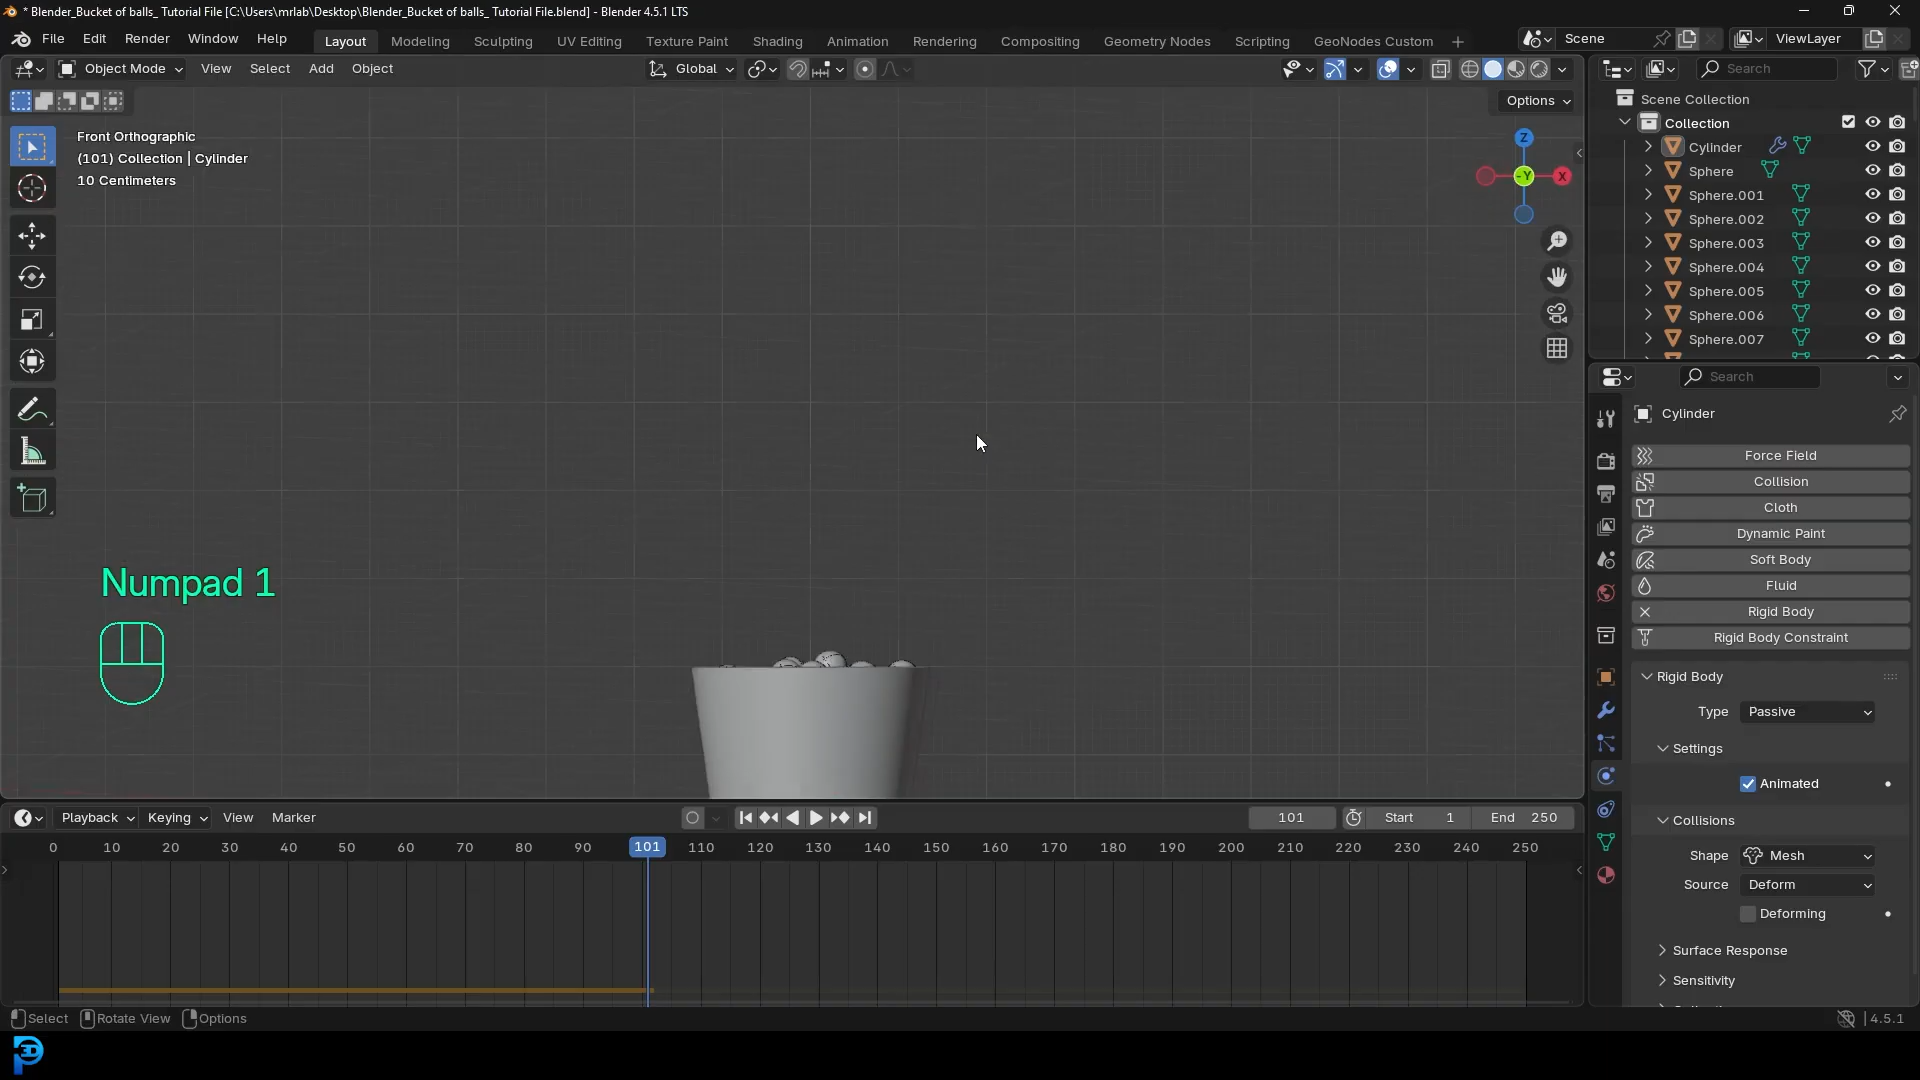 * Blender_Bucket of balls_ Tutorial File [C:\Users\mrlab\Desktop\Blender_Bucket of balls_ Tutorial File.blend] - Blender 4.5.1 LTS
File Edit Render Window Help Layout Modeling Sculpting UV Editing Texture Paint Shading Animation Rendering Compositing Geometry Nodes Scripting GeoNodes Custom + Scene ViewLayer
Object Mode View Select Add Object Global Search
Options
Front Orthographic
(101) Collection | Cylinder
10 Centimeters
Z
-Y
X
Scene Collection
Collection
Cylinder
Sphere
Sphere.001
Sphere.002
Sphere.003
Sphere.004
Sphere.005
Sphere.006
Sphere.007
Search
Cylinder
Force Field
Collision
Cloth
Dynamic Paint
Soft Body
Fluid
Rigid Body
Rigid Body Constraint
Rigid Body
Type Passive
Settings
Animated
Collisions
Shape Mesh
Source Deform
Deforming
Surface Response
Sensitivity
Numpad 1
Playback Keying View Marker 101 Start 1 End 250
0 10 20 30 40 50 60 70 80 90 101 110 120 130 140 150 160 170 180 190 200 210 220 230 240 250
Select Rotate View Options 4.5.1